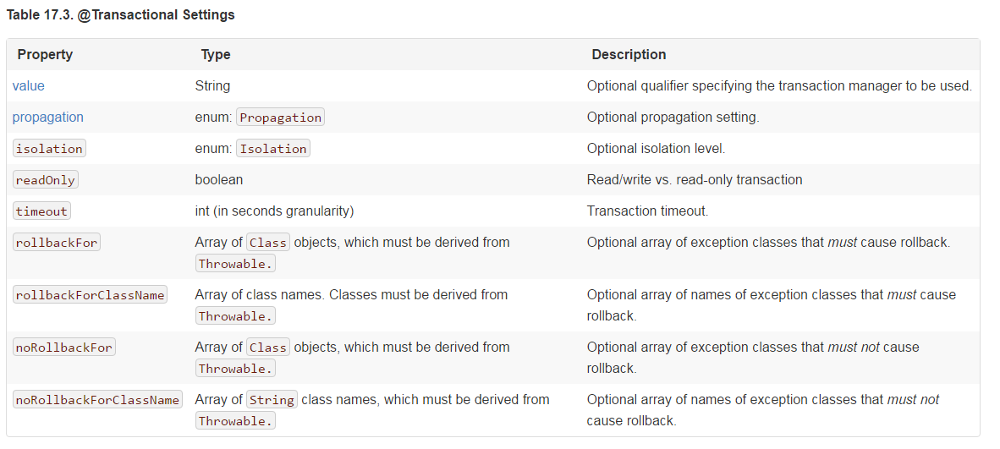 Table 17.3. @Transactional Settings
Property Type Description
value String Optional qualifier specifying the transaction manager to be used.
propagation enum: Propagation Optional propagation setting.
isolation enum: Isolation Optional isolation level.
readOnly boolean Read/write vs. read-only transaction
timeout int (in seconds granularity) Transaction timeout.
rollbackFor Array of Class objects, which must be derived from Optional array of exception classes that must cause rollback.
Throwable.
rollbackForClassName Array of class names. Classes must be derived from Optional array of names of exception classes that must cause
Throwable. rollback.
noRollbackFor Array of Class objects, which must be derived from Optional array of exception classes that must not cause
Throwable. rollback.
noRollbackForClassName Array of String class names, which must be derived from Optional array of names of exception classes that must not
Throwable. cause rollback.